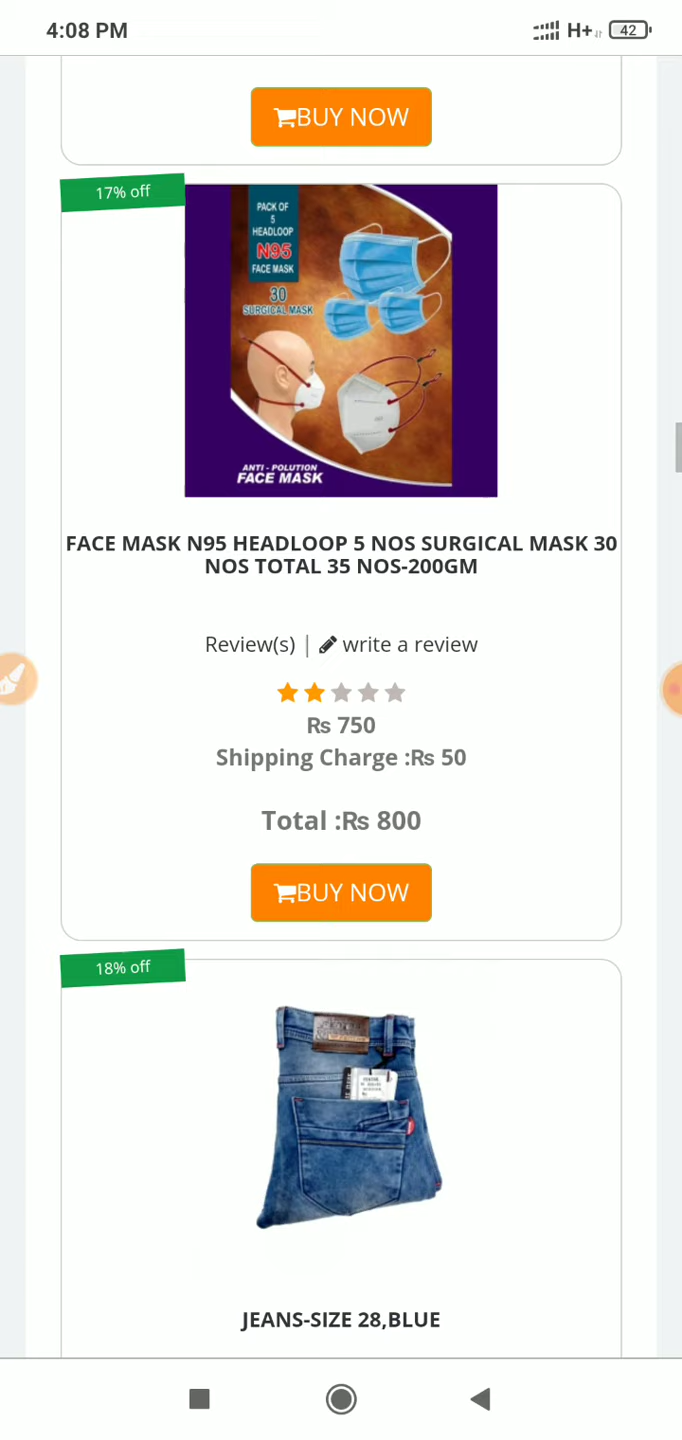 4:08 PM
H+
42
BUY NOW
17% off
PACK OF
5
HEADLOOP
N95
FACE MASK
30
SURGICAL MASK
ANTI - POLUTION
FACE MASK
FACE MASK N95 HEADLOOP 5 NOS SURGICAL MASK 30
NOS TOTAL 35 NOS-200GM
Review(s) | write a review
₨ 750
Shipping Charge :₨ 50
Total :₨ 800
BUY NOW
18% off
JEANS-SIZE 28,BLUE